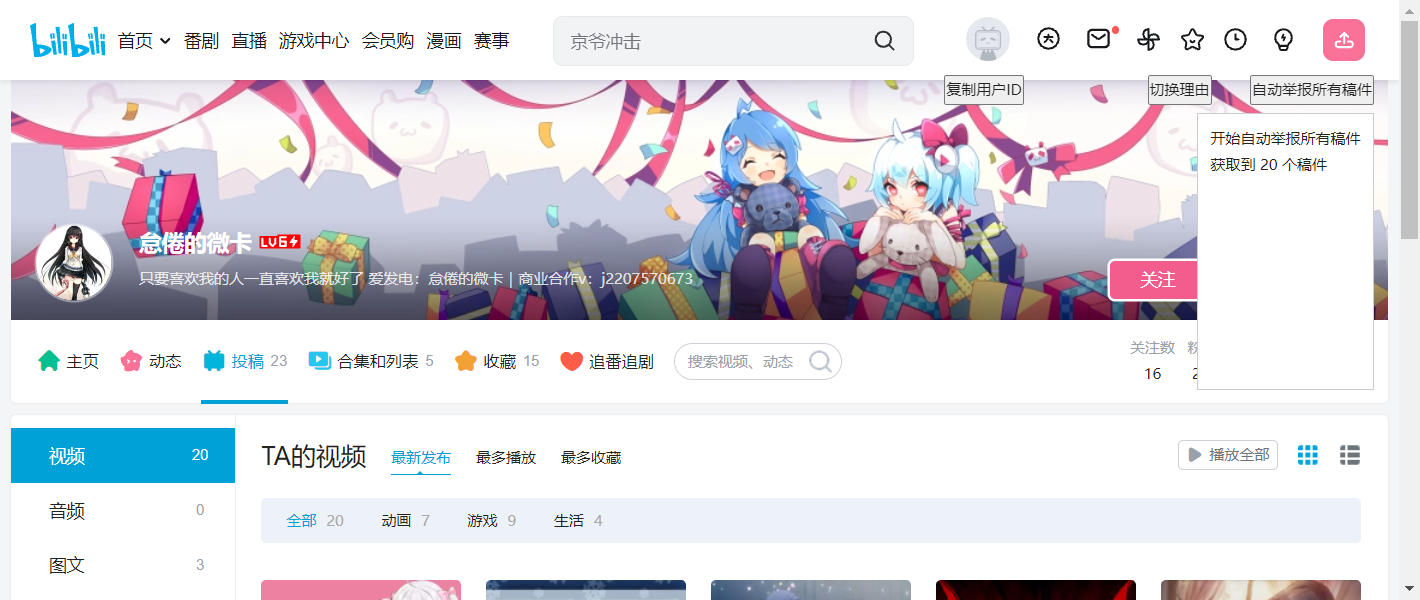 bilibili 首页 番剧 直播 游戏中心 会员购 漫画 赛事 京爷冲击
复制用户ID 切换理由 自动举报所有稿件
开始自动举报所有稿件
获取到 20 个稿件
怠倦的微卡 LV6
只要喜欢我的人一直喜欢我就好了 爱发电：怠倦的微卡 | 商业合作v：j2207570673
关注
主页 动态 投稿 23 合集和列表 5 收藏 15 追番追剧 搜索视频、动态
关注数
16
视频 20
音频 0
图文 3
TA的视频 最新发布 最多播放 最多收藏 播放全部
全部 20 动画 7 游戏 9 生活 4